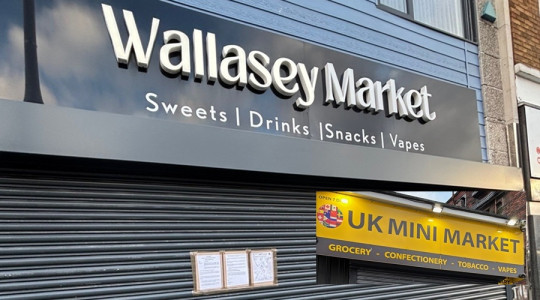 Wallasey Market
Sweets | Drinks | Snacks | Vapes
UK MINI MARKET
GROCERY - CONFECTIONERY - TOBACCO - VAPES